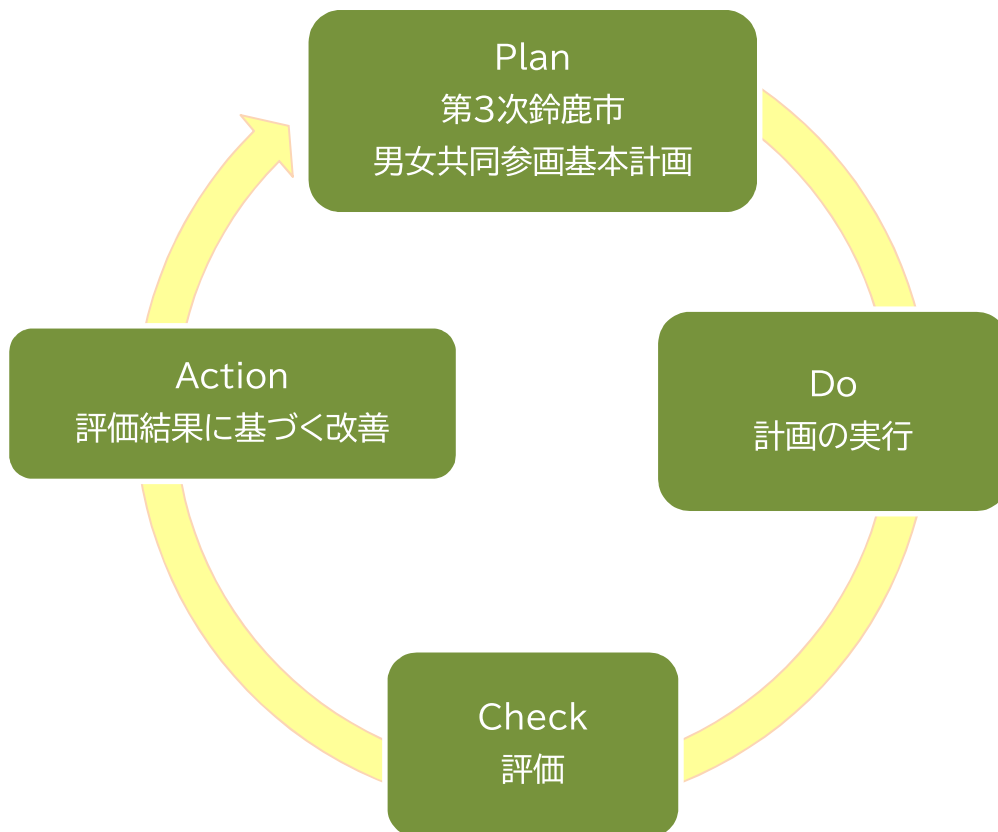 Plan
第３次鈴鹿市
男女共同参画基本計画
Action
評価結果に基づく改善
Do
計画の実行
Check
評価